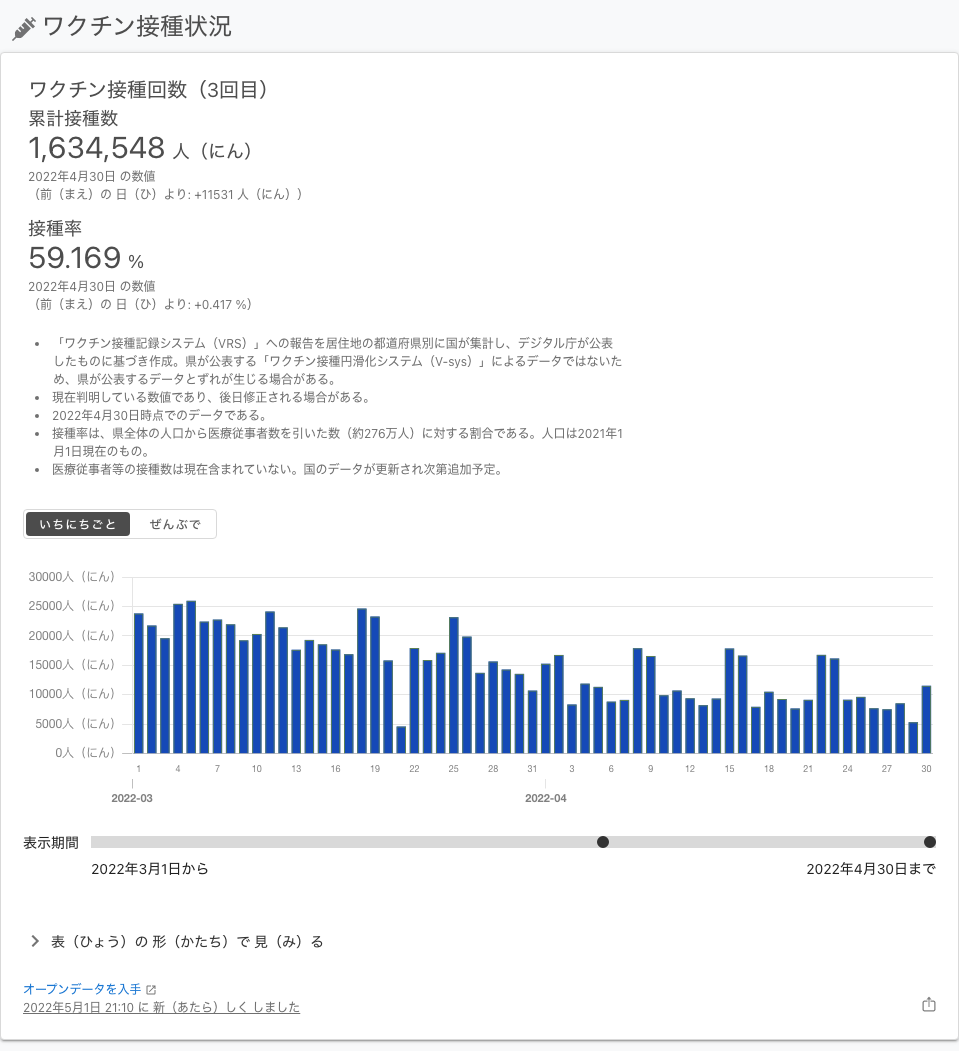 ワクチン接種状況
ワクチン接種回数（3回目）
累計接種数
1,634,548 人（にん）
2022年4月30日 の数値
（前（まえ）の 日（ひ）より: +11531 人（にん））
接種率
59.169 %
2022年4月30日 の数値
（前（まえ）の 日（ひ）より: +0.417 %）
• 「ワクチン接種記録システム（VRS）」への報告を居住地の都道府県別に国が集計し、デジタル庁が公表
したものに基づき作成。県が公表する「ワクチン接種円滑化システム（V-sys）」によるデータではないた
め、県が公表するデータとずれが生じる場合がある。
• 現在判明している数値であり、後日修正される場合がある。
• 2022年4月30日時点でのデータである。
• 接種率は、県全体の人口から医療従事者数を引いた数（約276万人）に対する割合である。人口は2021年1
月1日現在のもの。
• 医療従事者等の接種数は現在含まれていない。国のデータが更新され次第追加予定。
いちにちごと ぜんぶで
30000人（にん）
25000人（にん）
20000人（にん）
15000人（にん）
10000人（にん）
5000人（にん）
0人（にん）
1 4 7 10 13 16 19 22 25 28 31 3 6 9 12 15 18 21 24 27 30
2022-03 2022-04
表示期間
2022年3月1日から 2022年4月30日まで
表（ひょう）の 形（かたち）で 見（み）る
オープンデータを入手
2022年5月1日 21:10 に 新（あたら）しく しました